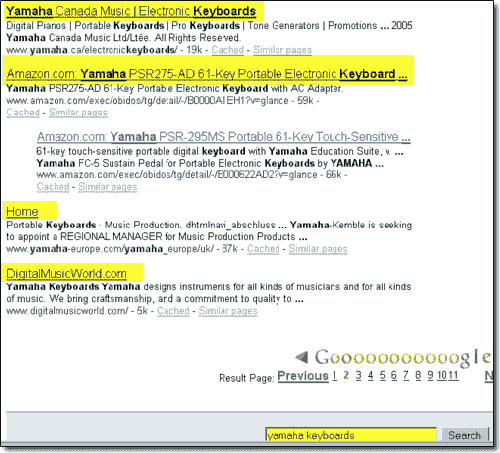 Yamaha Canada Music | Electronic Keyboards
Digital Pianos | Portable Keyboards | Pro Keyboards | Tone Generators | Promotions ... 2005
Yamaha Canada Music Ltd/Ltée. All Rights Reserved.
www.yamaha.ca/electronickeyboards/ - 19k - Cached - Similar pages
Amazon.com: Yamaha PSR275-AD 61-Key Portable Electronic Keyboard ...
Yamaha PSR275-AD 61-Key Portable Electronic Keyboard with AC Adapter.
www.amazon.com/exec/obidos/tg/detail/-/B0000A1EH1?v=glance - 59k -
Cached - Similar pages
Amazon.com: Yamaha PSR-295MS Portable 61-Key Touch-Sensitive ...
61-key touch-sensitive portable digital keyboard with Yamaha Education Suite, v. ...
Yamaha FC-5 Sustain Pedal for Portable Electronic Keyboards by YAMAHA ...
www.amazon.com/exec/obidos/tg/detail/-/B000622AD2?v=glance - 66k -
Cached - Similar pages
Home
Portable Keyboards - Music Production. dhtmlnavi_abschluss ... Yamaha-Kemble is seeking
to appoint a REGIONAL MANAGER for Music Production Products ...
www.yamaha-europe.com/yamaha_europe/uk/ - 37k - Cached - Similar pages
DigitalMusicWorld.com
Yamaha Keyboards Yamaha designs instruments for all kinds of musicians and for all kinds
of music. We bring craftsmanship, and a commitment to quality to ...
www.digitalmusicworld.com/ - 5k - Cached - Similar pages
Gooooooooooogle
Result Page: Previous 1 2 3 4 5 6 7 8 9 10 11 N
yamaha keyboards Search